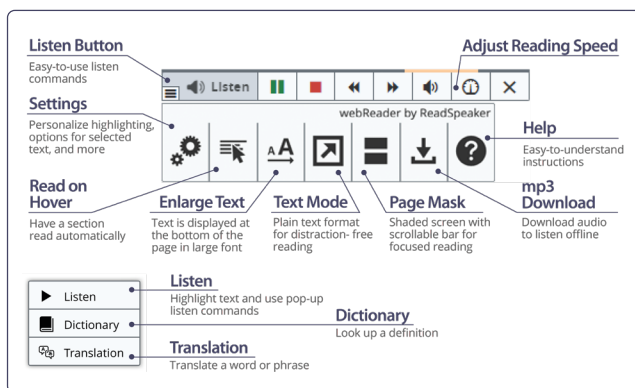 Listen Button
Easy-to-use listen
commands
Adjust Reading Speed
Listen
webReader by ReadSpeaker
Settings
Personalize highlighting,
options for selected
text, and more
AA
?
Help
Easy-to-understand
instructions
Read on
Hover
Have a section
read automatically
Enlarge Text
Text is displayed at
the bottom of the
page in large font
Text Mode
Plain text format
for distraction- free
reading
Page Mask
Shaded screen with
scrollable bar for
focused reading
mp3
Download
Download audio
to listen offline
Listen
Dictionary
Translation
Listen
Highlight text and use pop-up
listen commands
Dictionary
Look up a definition
Translation
Translate a word or phrase